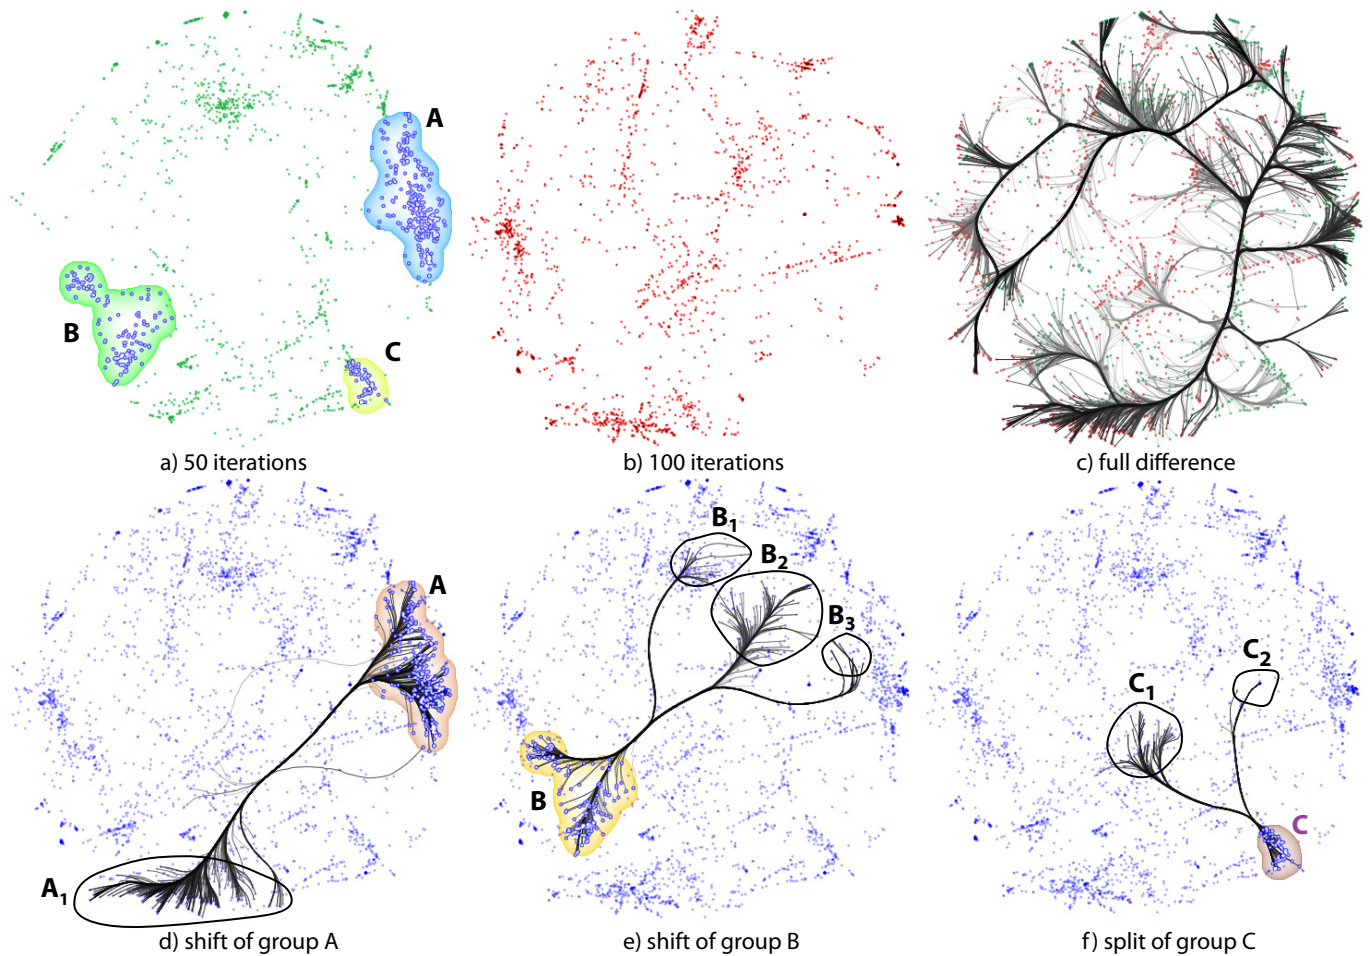 A
B
C
a) 50 iterations
b) 100 iterations
c) full difference
A
A1
d) shift of group A
B1
B2
B3
B
e) shift of group B
C2
C1
C
f) split of group C